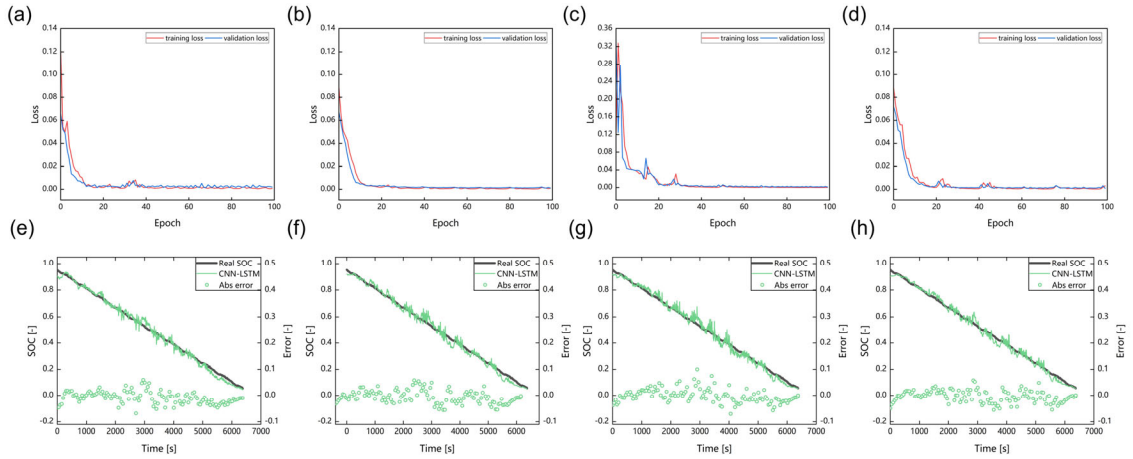 (a)
0.14
0.12
0.10
0.08
0.06
0.04
0.02
0.00
Loss
training loss validation loss
0 20 40 60 80 100
Epoch
(b)
0.14
0.12
0.10
0.08
0.06
0.04
0.02
0.00
Loss
training loss validation loss
0 20 40 60 80 100
Epoch
(c)
0.36
0.32
0.28
0.24
0.20
0.16
0.12
0.08
0.04
0.00
Loss
training loss validation loss
0 20 40 60 80 100
Epoch
(d)
0.14
0.12
0.10
0.08
0.06
0.04
0.02
0.00
Loss
training loss validation loss
0 20 40 60 80 100
Epoch
(e)
1.0
0.8
0.6
0.4
0.2
0.0
-0.2
SOC [-]
Real SOC
CNN-LSTM
Abs error
0.5
0.4
0.3
0.2
0.1
0.0
-0.1
Error [-]
0 1000 2000 3000 4000 5000 6000 7000
Time [s]
(f)
1.0
0.8
0.6
0.4
0.2
0.0
-0.2
SOC [-]
Real SOC
CNN-LSTM
Abs error
0.5
0.4
0.3
0.2
0.1
0.0
-0.1
Error [-]
0 1000 2000 3000 4000 5000 6000
Time [s]
(g)
1.0
0.8
0.6
0.4
0.2
0.0
-0.2
SOC [-]
Real SOC
CNN-LSTM
Abs error
0.5
0.4
0.3
0.2
0.1
0.0
-0.1
Error [-]
0 1000 2000 3000 4000 5000 6000 7000
Time [s]
(h)
1.0
0.8
0.6
0.4
0.2
0.0
-0.2
SOC [-]
Real SOC
CNN-LSTM
Abs error
0.5
0.4
0.3
0.2
0.1
0.0
-0.1
Error [-]
0 1000 2000 3000 4000 5000 6000 7000
Time [s]